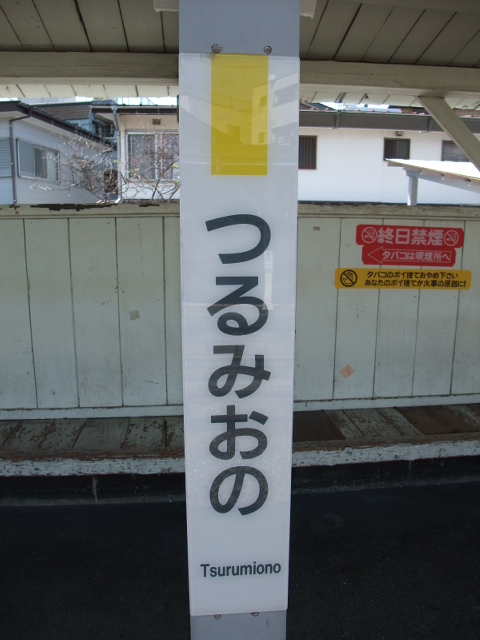 つるみおの
Tsurumiono
終日禁煙
タバコは喫煙所へ
タバコのポイ捨ておやめ下さい
あなたのポイ捨てが火事の原因に!